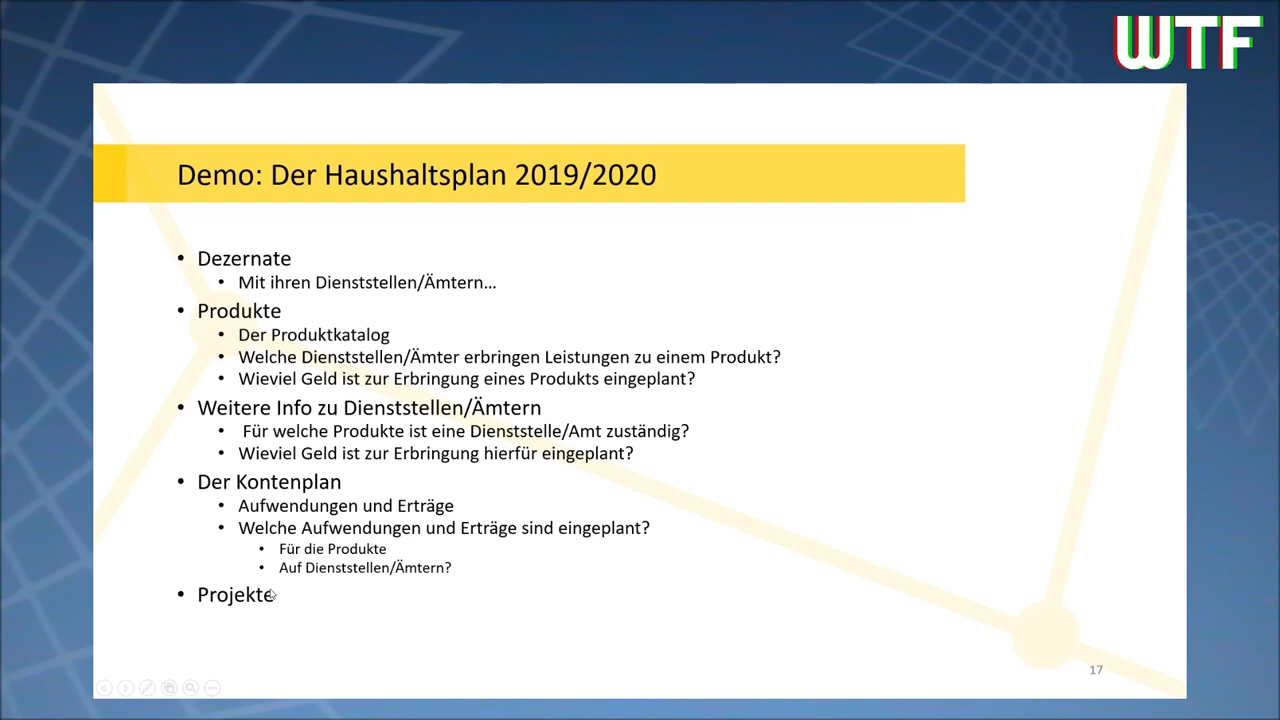 WTF
Demo: Der Haushaltsplan 2019/2020
• Dezernate
• Mit ihren Dienststellen/Ämtern...
• Produkte
• Der Produktkatalog
• Welche Dienststellen/Ämter erbringen Leistungen zu einem Produkt?
• Wieviel Geld ist zur Erbringung eines Produkts eingeplant?
• Weitere Info zu Dienststellen/Ämtern
• Für welche Produkte ist eine Dienststelle/Amt zuständig?
• Wieviel Geld ist zur Erbringung hierfür eingeplant?
• Der Kontenplan
• Aufwendungen und Erträge
• Welche Aufwendungen und Erträge sind eingeplant?
• Für die Produkte
• Auf Dienststellen/Ämtern?
• Projekte
17